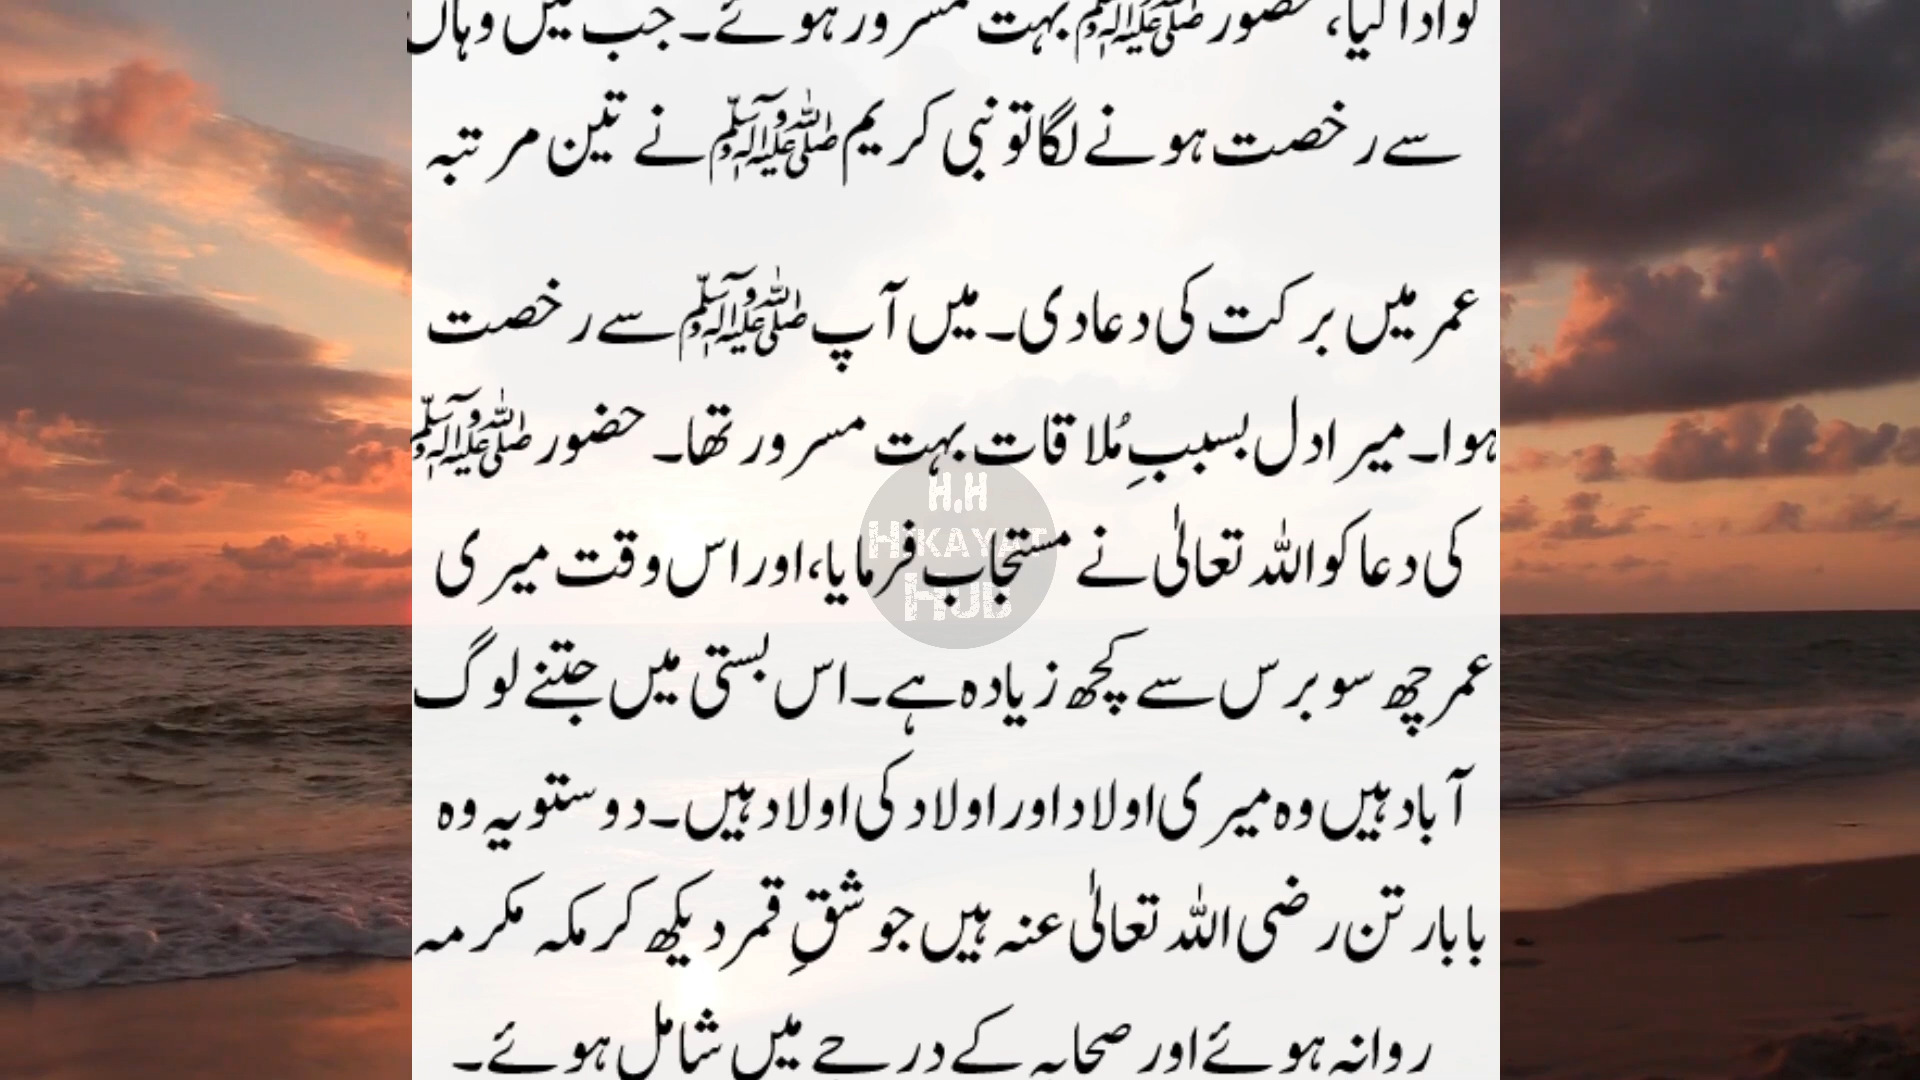 کو ادا کیا، حضور ﷺ بہت مسرور ہوئے۔ جب میں وہاں
سے رخصت ہونے لگا تو نبی کریم ﷺ نے تین مرتبہ
عمر میں برکت کی دعا دی۔ میں آپ ﷺ سے رخصت
ہوا۔ میرا دل بسببِ مُلاقات بہت مسرور تھا۔ حضور ﷺ
کی دعا کو اللہ تعالٰی نے مستجاب فرمایا، اور اس وقت میری
عمر چھ سو برس سے کچھ زیادہ ہے۔ اس بستی میں جتنے لوگ
آباد ہیں وہ میری اولاد اور اولاد کی اولاد ہیں۔ دوستو یہ وہ
بابا رتن رضی اللہ تعالٰی عنہ ہیں جو شقِ قمر دیکھ کر مکہ مکرمہ
روانہ ہوئے اور صحابہ کے درجے میں شامل ہوئے۔
H.H
HIKAYAT
HUB